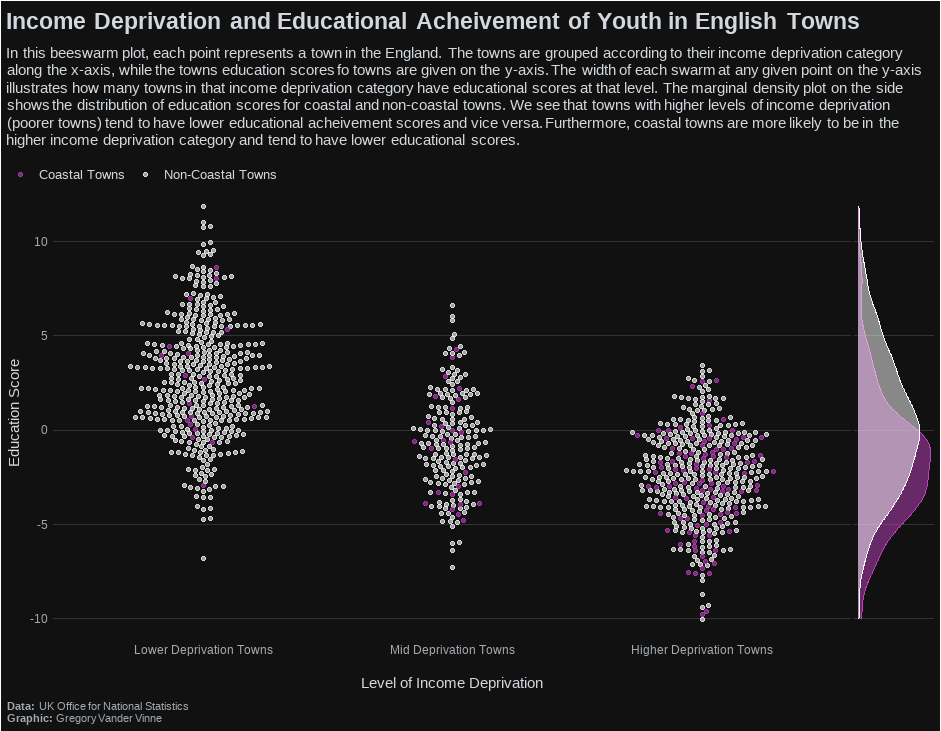 Income Deprivation and Educational Acheivement of Youth in English Towns
In this beeswarm plot, each point represents a town in the England. The towns are grouped according to their income deprivation category
along the x-axis, while the towns education scores fo towns are given on the y-axis. The width of each swarm at any given point on the y-axis
illustrates how many towns in that income deprivation category have educational scores at that level. The marginal density plot on the side
shows the distribution of education scores for coastal and non-coastal towns. We see that towns with higher levels of income deprivation
(poorer towns) tend to have lower educational acheivement scores and vice versa. Furthermore, coastal towns are more likely to be in the
higher income deprivation category and tend to have lower educational scores.
Coastal Towns Non-Coastal Towns
10
5
0
-5
-10
Education Score
Lower Deprivation Towns Mid Deprivation Towns Higher Deprivation Towns
Level of Income Deprivation
Data: UK Office for National Statistics
Graphic: Gregory Vander Vinne